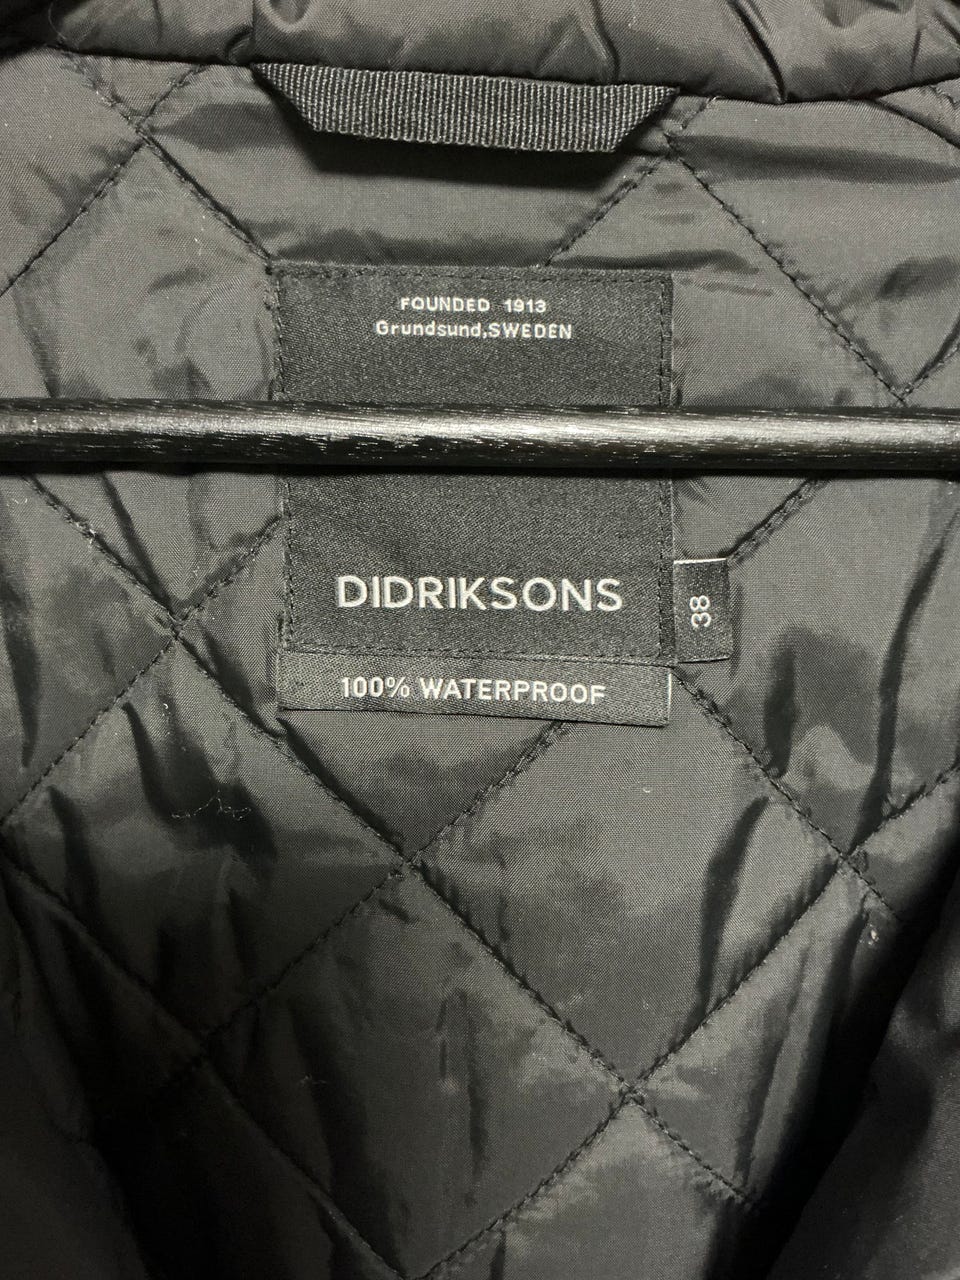 FOUNDED 1913
Grundsund,SWEDEN
DIDRIKSONS
38
100% WATERPROOF